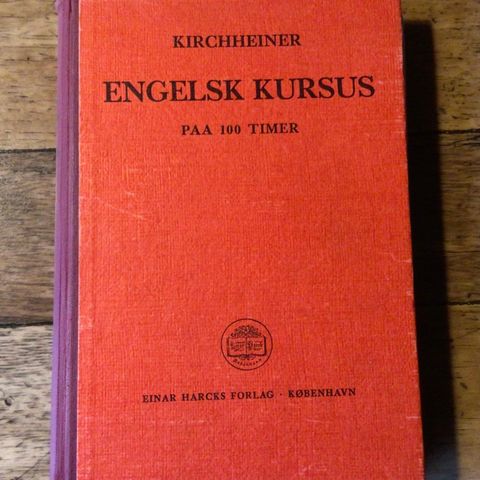 KIRCHHEINER
ENGELSK KURSUS
PAA 100 TIMER
EINAR HARCKS FORLAG · KØBENHAVN